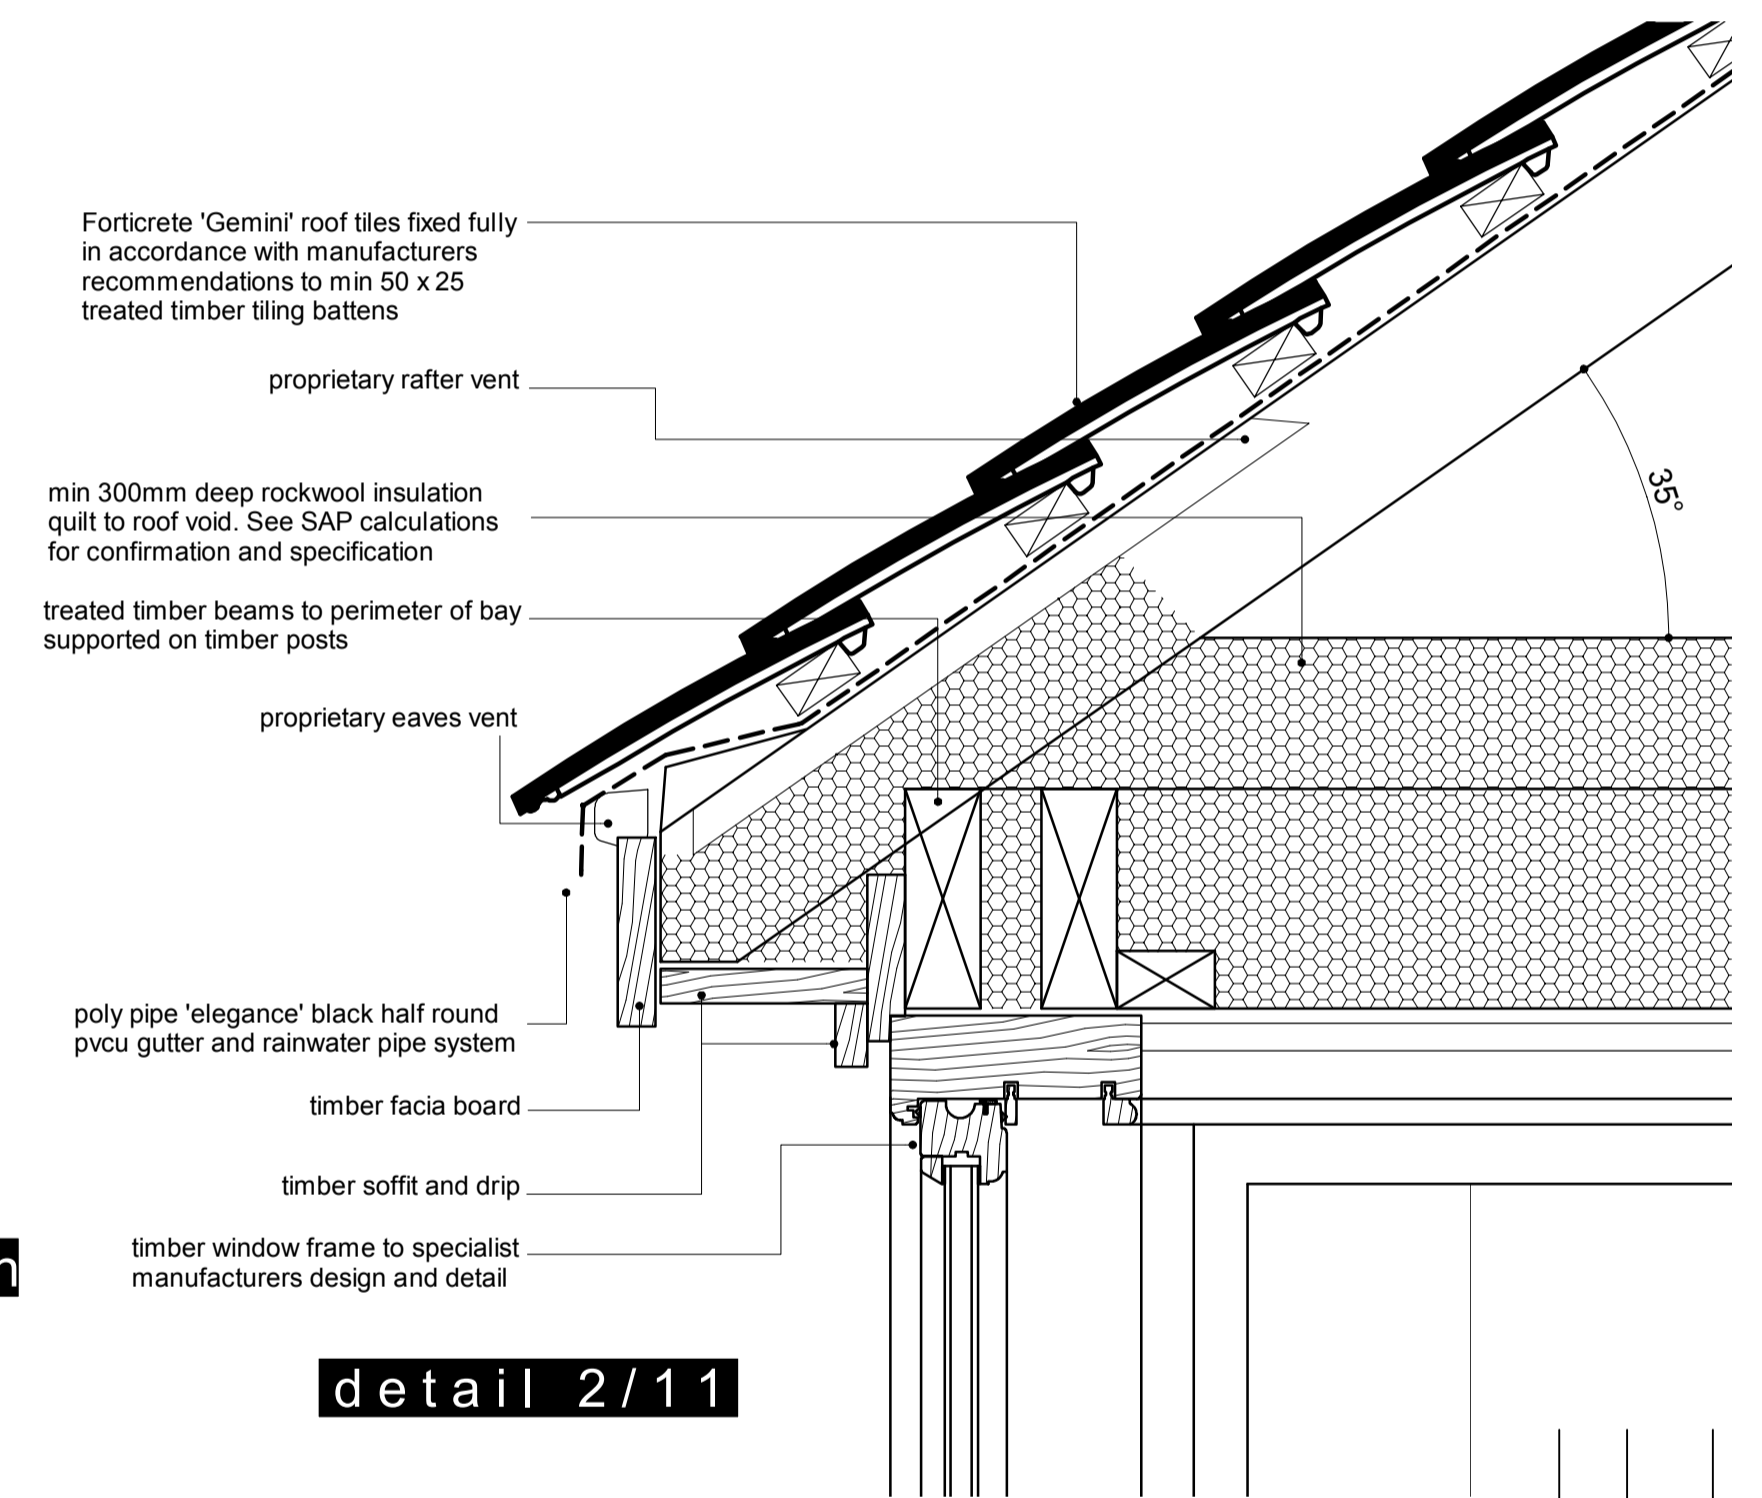 Forticrete 'Gemini' roof tiles fixed fully
in accordance with manufacturers
recommendations to min 50 x 25
treated timber tiling battens
proprietary rafter vent
min 300mm deep rockwool insulation
quilt to roof void. See SAP calculations
for confirmation and specification
35°
treated timber beams to perimeter of bay
supported on timber posts
proprietary eaves vent
poly pipe 'elegance' black half round
pvcu gutter and rainwater pipe system
timber facia board
timber soffit and drip
timber window frame to specialist
manufacturers design and detail
detail 2/11